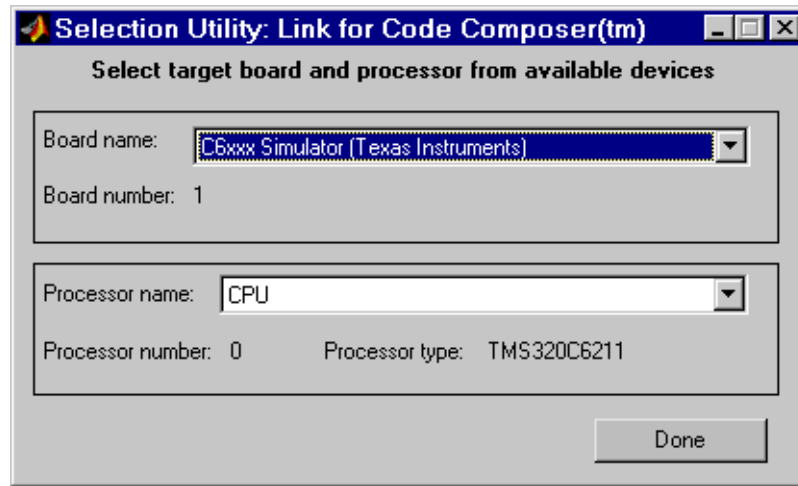 Selection Utility: Link for Code Composer(tm)
Select target board and processor from available devices
Board name: C6xxx Simulator (Texas Instruments)
Board number: 1
Processor name: CPU
Processor number: 0 Processor type: TMS320C6211
Done